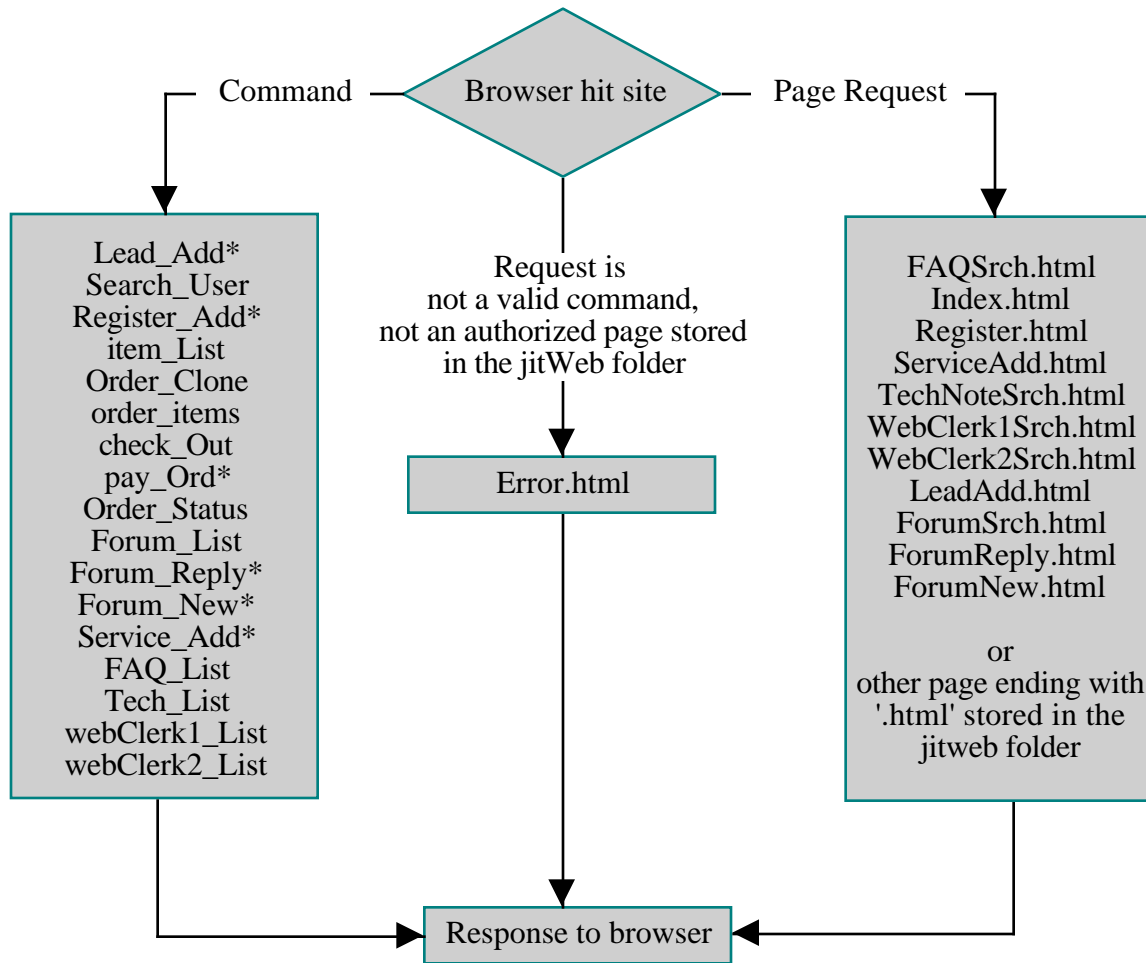 Browser hit site
Command
Page Request
Lead_Add*
Search_User
Register_Add*
item_List
Order_Clone
order_items
check_Out
pay_Ord*
Order_Status
Forum_List
Forum_Reply*
Forum_New*
Service_Add*
FAQ_List
Tech_List
webClerk1_List
webClerk2_List
Request is
not a valid command,
not an authorized page stored
in the jitWeb folder
Error.html
FAQSrch.html
Index.html
Register.html
ServiceAdd.html
TechNoteSrch.html
WebClerk1Srch.html
WebClerk2Srch.html
LeadAdd.html
ForumSrch.html
ForumReply.html
ForumNew.html
or
other page ending with
'.html' stored in the
jitweb folder
Response to browser